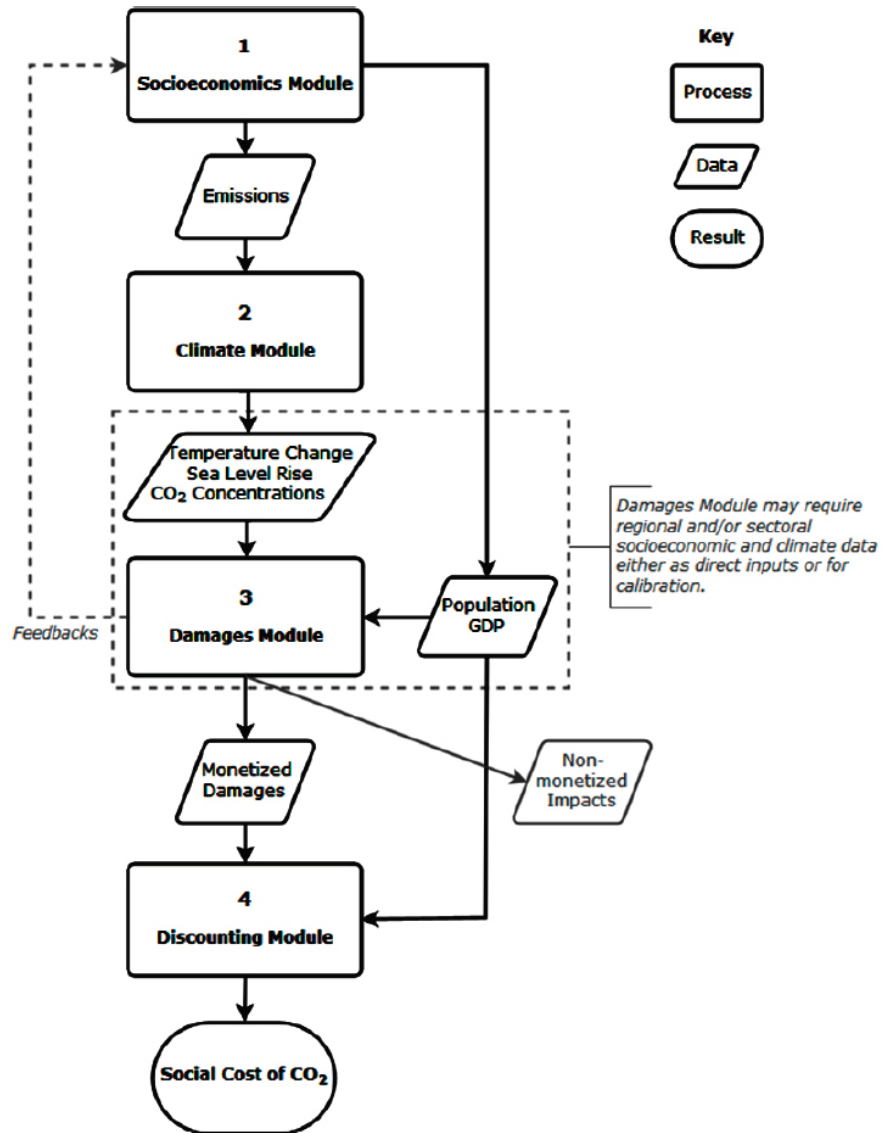 1
Socioeconomics Module
Key
Process
Data
Result
Emissions
2
Climate Module
Temperature Change
Sea Level Rise
CO₂ Concentrations
Damages Module may require
regional and/or sectoral
socioeconomic and climate data
either as direct inputs or for
calibration.
3
Damages Module
Population
GDP
Feedbacks
Monetized
Damages
Non-
monetized
Impacts
4
Discounting Module
Social Cost of CO₂